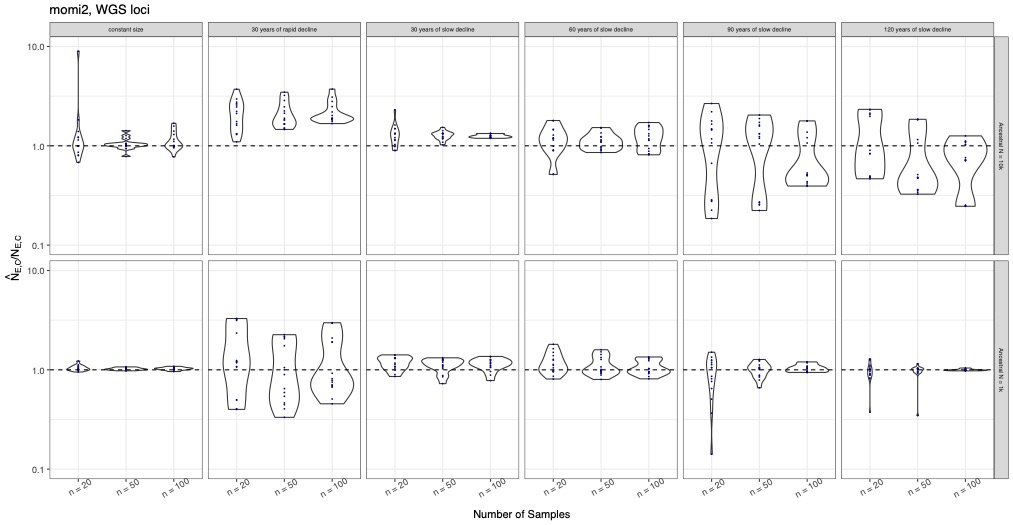 momi2, WGS loci
constant size
30 years of rapid decline
30 years of slow decline
60 years of slow decline
90 years of slow decline
120 years of slow decline
10.0
1.0
0.1
Ancestral N = 10k
N̂E,C/NE,C
10.0
1.0
0.1
Ancestral N = 1k
n = 20 n = 50 n = 100 n = 20 n = 50 n = 100 n = 20 n = 50 n = 100 n = 20 n = 50 n = 100 n = 20 n = 50 n = 100 n = 20 n = 50 n = 100
Number of Samples